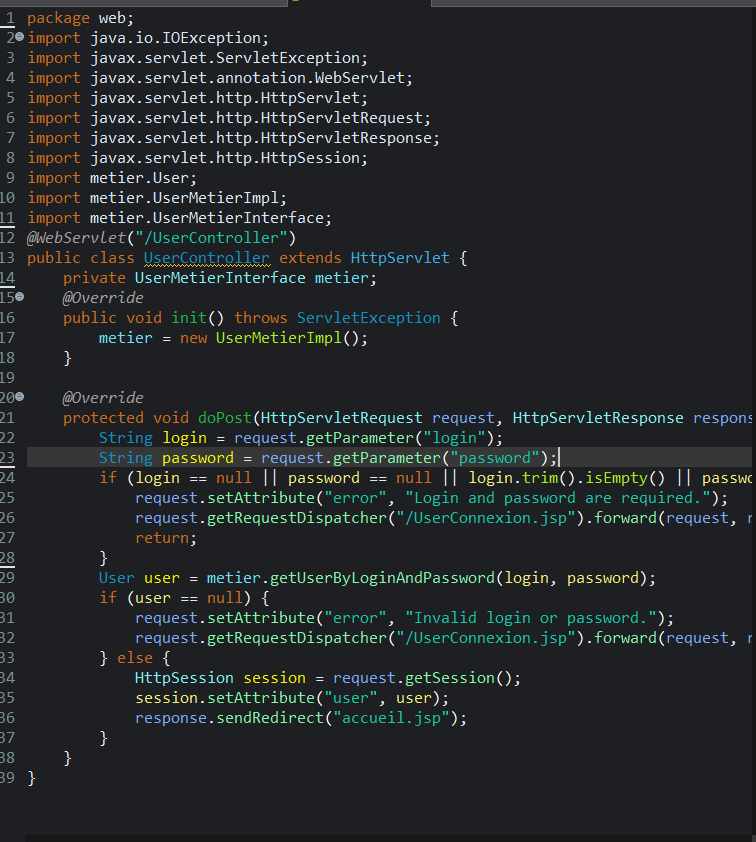 1 package web;
2 import java.io.IOException;
3 import javax.servlet.ServletException;
4 import javax.servlet.annotation.WebServlet;
5 import javax.servlet.http.HttpServlet;
6 import javax.servlet.http.HttpServletRequest;
7 import javax.servlet.http.HttpServletResponse;
8 import javax.servlet.http.HttpSession;
9 import metier.User;
10 import metier.UserMetierImpl;
11 import metier.UserMetierInterface;
12 @WebServlet("/UserController")
13 public class UserController extends HttpServlet {
14     private UserMetierInterface metier;
15     @Override
16     public void init() throws ServletException {
17         metier = new UserMetierImpl();
18     }
19
20     @Override
21     protected void doPost(HttpServletRequest request, HttpServletResponse respons
22         String login = request.getParameter("login");
23         String password = request.getParameter("password");
24         if (login == null || password == null || login.trim().isEmpty() || passwo
25             request.setAttribute("error", "Login and password are required.");
26             request.getRequestDispatcher("/UserConnexion.jsp").forward(request, r
27             return;
28         }
29         User user = metier.getUserByLoginAndPassword(login, password);
30         if (user == null) {
31             request.setAttribute("error", "Invalid login or password.");
32             request.getRequestDispatcher("/UserConnexion.jsp").forward(request, r
33         } else {
34             HttpSession session = request.getSession();
35             session.setAttribute("user", user);
36             response.sendRedirect("accueil.jsp");
37         }
38     }
39 }